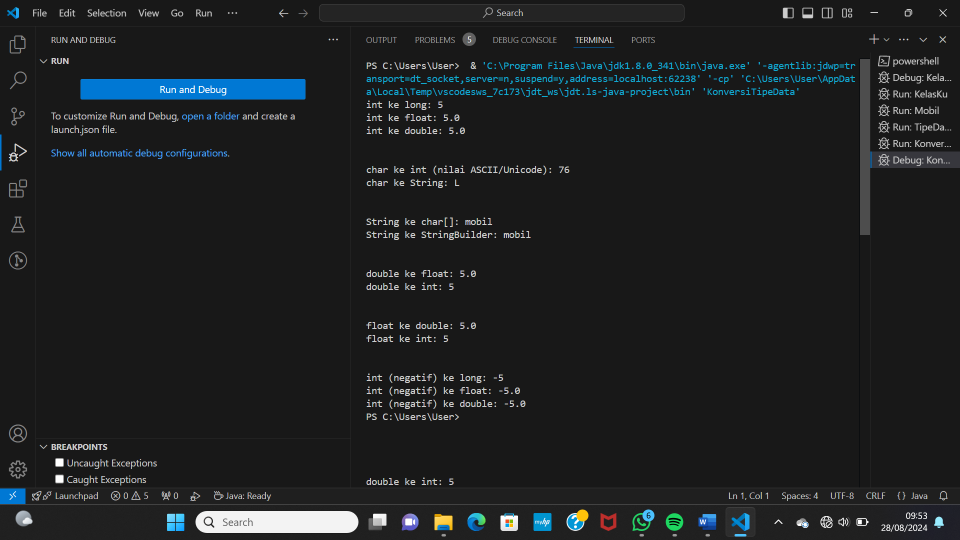 File Edit Selection View Go Run ··· Search
RUN AND DEBUG ···
RUN
Run and Debug
To customize Run and Debug, open a folder and create a
launch.json file.
Show all automatic debug configurations.
BREAKPOINTS
Uncaught Exceptions
Caught Exceptions
OUTPUT PROBLEMS 5 DEBUG CONSOLE TERMINAL PORTS
PS C:\Users\User> & 'C:\Program Files\Java\jdk1.8.0_341\bin\java.exe' '-agentlib:jdwp=tr
ansport=dt_socket,server=n,suspend=y,address=localhost:62238' '-cp' 'C:\Users\User\AppDat
a\Local\Temp\vscodesws_7c173\jdt_ws\jdt.ls-java-project\bin' 'KonversiTipeData'
int ke long: 5
int ke float: 5.0
int ke double: 5.0
char ke int (nilai ASCII/Unicode): 76
char ke String: L
String ke char[]: mobil
String ke StringBuilder: mobil
double ke float: 5.0
double ke int: 5
float ke double: 5.0
float ke int: 5
int (negatif) ke long: -5
int (negatif) ke float: -5.0
int (negatif) ke double: -5.0
PS C:\Users\User>
double ke int: 5
powershell
Debug: Kela...
Run: KelasKu
Run: Mobil
Run: TipeDa...
Run: Konver...
Debug: Kon...
Launchpad 0 5 0 Java: Ready Ln 1, Col 1 Spaces: 4 UTF-8 CRLF {} Java
Search 6 09:53
28/08/2024